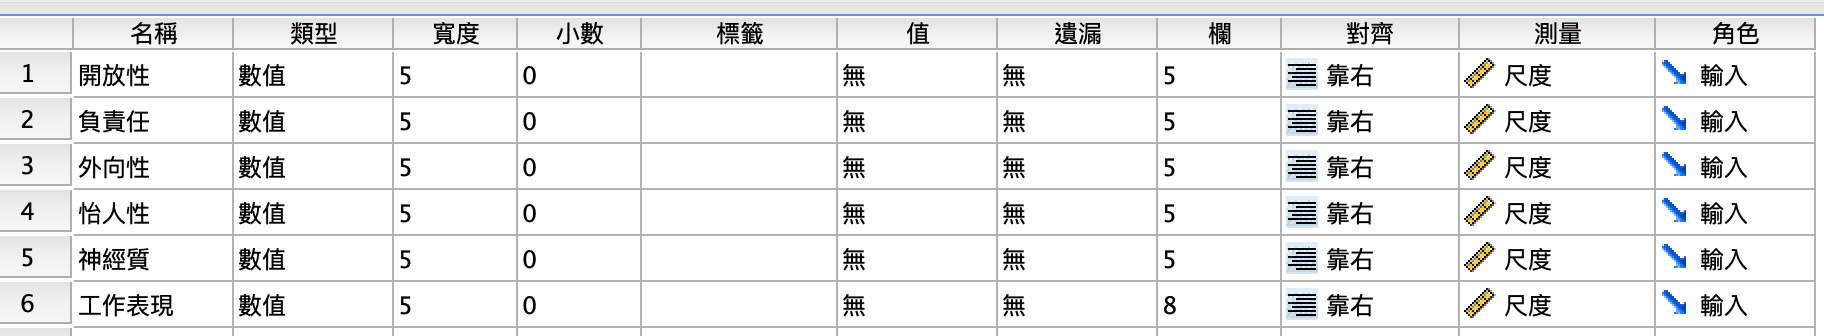 名稱 類型 寬度 小數 標籤 值 遺漏 欄 對齊 測量 角色
1 開放性 數值 5 0 無 無 5 靠右 尺度 輸入
2 負責任 數值 5 0 無 無 5 靠右 尺度 輸入
3 外向性 數值 5 0 無 無 5 靠右 尺度 輸入
4 怡人性 數值 5 0 無 無 5 靠右 尺度 輸入
5 神經質 數值 5 0 無 無 5 靠右 尺度 輸入
6 工作表現 數值 5 0 無 無 8 靠右 尺度 輸入